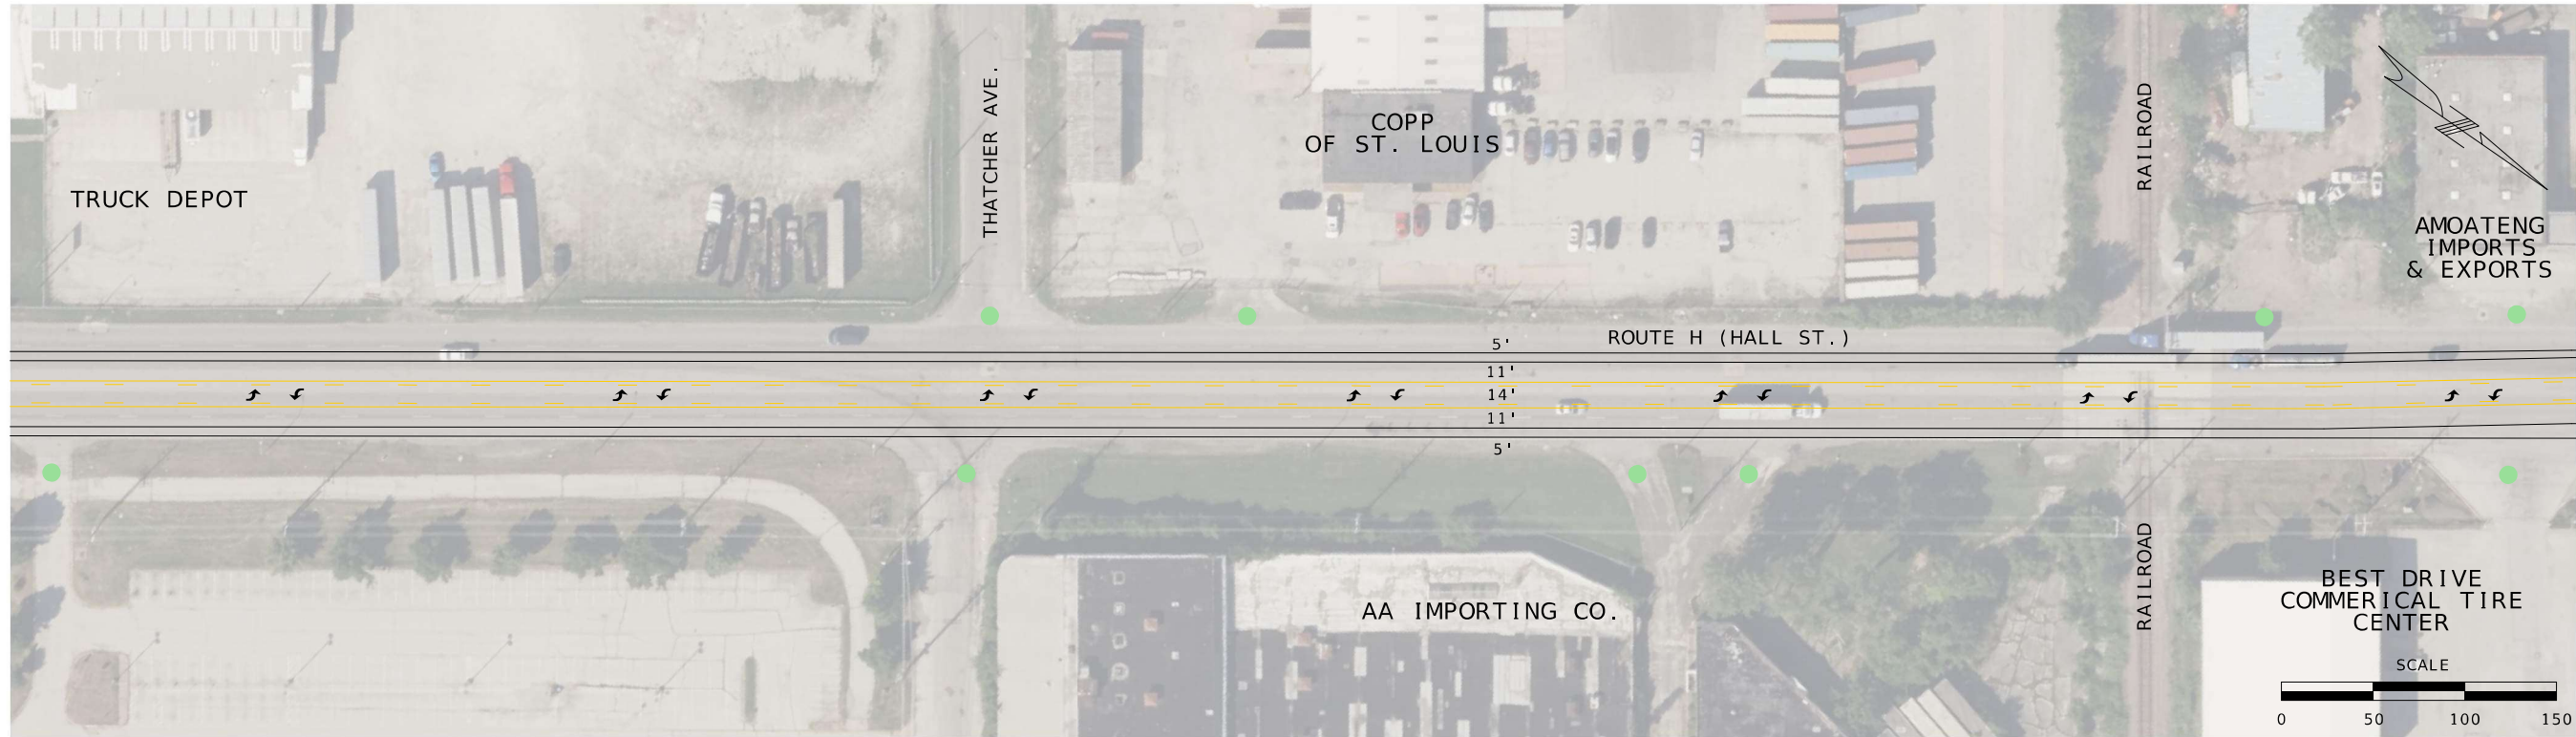 TRUCK DEPOT
THATCHER AVE.
COPP
OF ST. LOUIS
RAILROAD
AMOATENG
IMPORTS
& EXPORTS
ROUTE H (HALL ST.)
5'
11'
14'
11'
5'
AA IMPORTING CO.
RAILROAD
BEST DRIVE
COMMERICAL TIRE
CENTER
SCALE
0 50 100 150